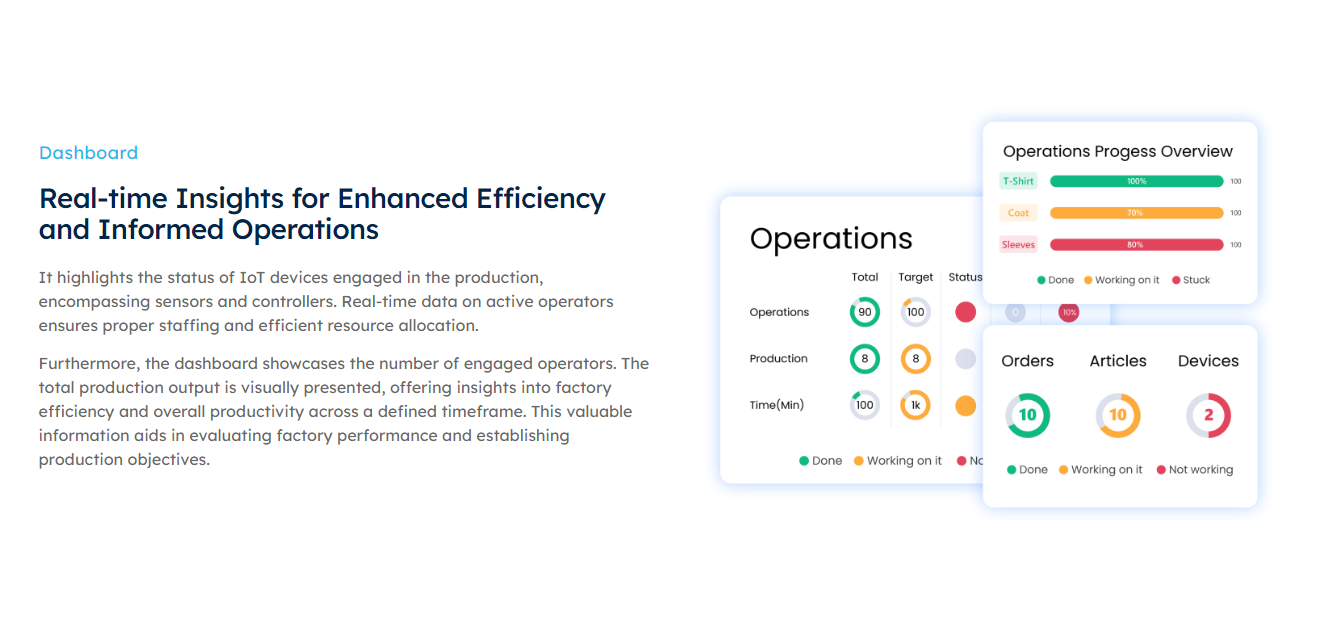 Dashboard
Real-time Insights for Enhanced Efficiency
and Informed Operations
It highlights the status of IoT devices engaged in the production,
encompassing sensors and controllers. Real-time data on active operators
ensures proper staffing and efficient resource allocation.
Furthermore, the dashboard showcases the number of engaged operators. The
total production output is visually presented, offering insights into factory
efficiency and overall productivity across a defined timeframe. This valuable
information aids in evaluating factory performance and establishing
production objectives.
Operations
Total Target Status
Operations 90 100 0 10%
Production 8 8
Time(Min) 100 1k
Done Working on it No
Operations Progess Overview
T-Shirt 100% 100
Coat 70% 100
Sleeves 80% 100
Done Working on it Stuck
Orders Articles Devices
10 10 2
Done Working on it Not working